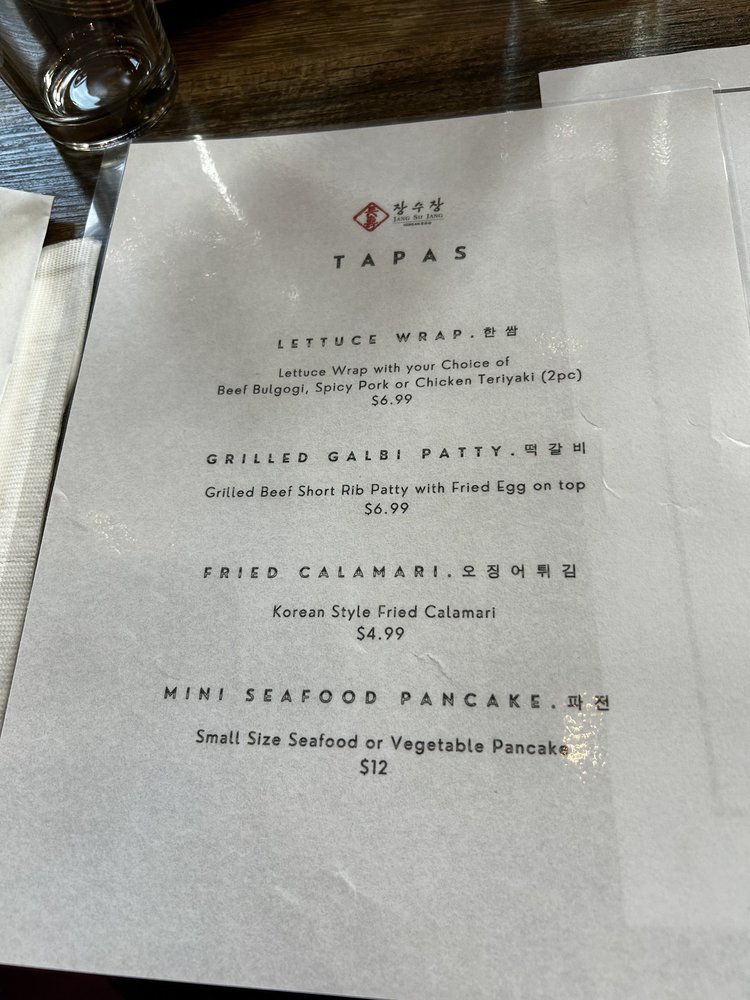 장수장
JANG SU JANG
TAPAS
LETTUCE WRAP.한쌈
Lettuce Wrap with your Choice of
Beef Bulgogi, Spicy Pork or Chicken Teriyaki (2pc)
$6.99
GRILLED GALBI PATTY.떡갈비
Grilled Beef Short Rib Patty with Fried Egg on top
$6.99
FRIED CALAMARI.오징어튀김
Korean Style Fried Calamari
$4.99
MINI SEAFOOD PANCAKE.파전
Small Size Seafood or Vegetable Pancake
$12